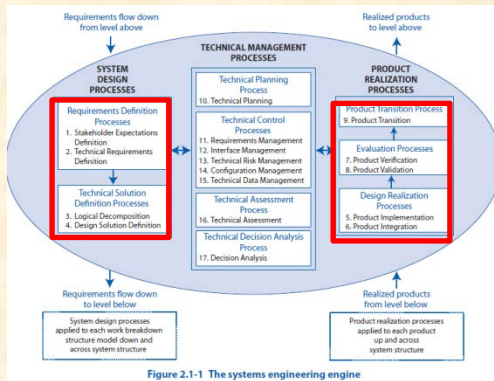 Requirements flow down
from level above
Realized products
to level above
TECHNICAL MANAGEMENT
PROCESSES
SYSTEM
DESIGN
PROCESSES
Requirements Definition
Processes
1. Stakeholder Expectations
Definition
2. Technical Requirements
Definition
Technical Solution
Definition Processes
3. Logical Decomposition
4. Design Solution Definition
Technical Planning
Process
10. Technical Planning
Technical Control
Processes
11. Requirements Management
12. Interface Management
13. Technical Risk Management
14. Configuration Management
15. Technical Data Management
Technical Assessment
Process
16. Technical Assessment
Technical Decision Analysis
Process
17. Decision Analysis
PRODUCT
REALIZATION
PROCESSES
Product Transition Process
9. Product Transition
Evaluation Processes
7. Product Verification
8. Product Validation
Design Realization
Processes
5. Product Implementation
6. Product Integration
Requirements flow down
to level below
Realized products
from level below
System design processes
applied to each work breakdown
structure model down and
across system structure
Product realization processes
applied to each product
up and across
system structure
Figure 2.1-1 The systems engineering engine